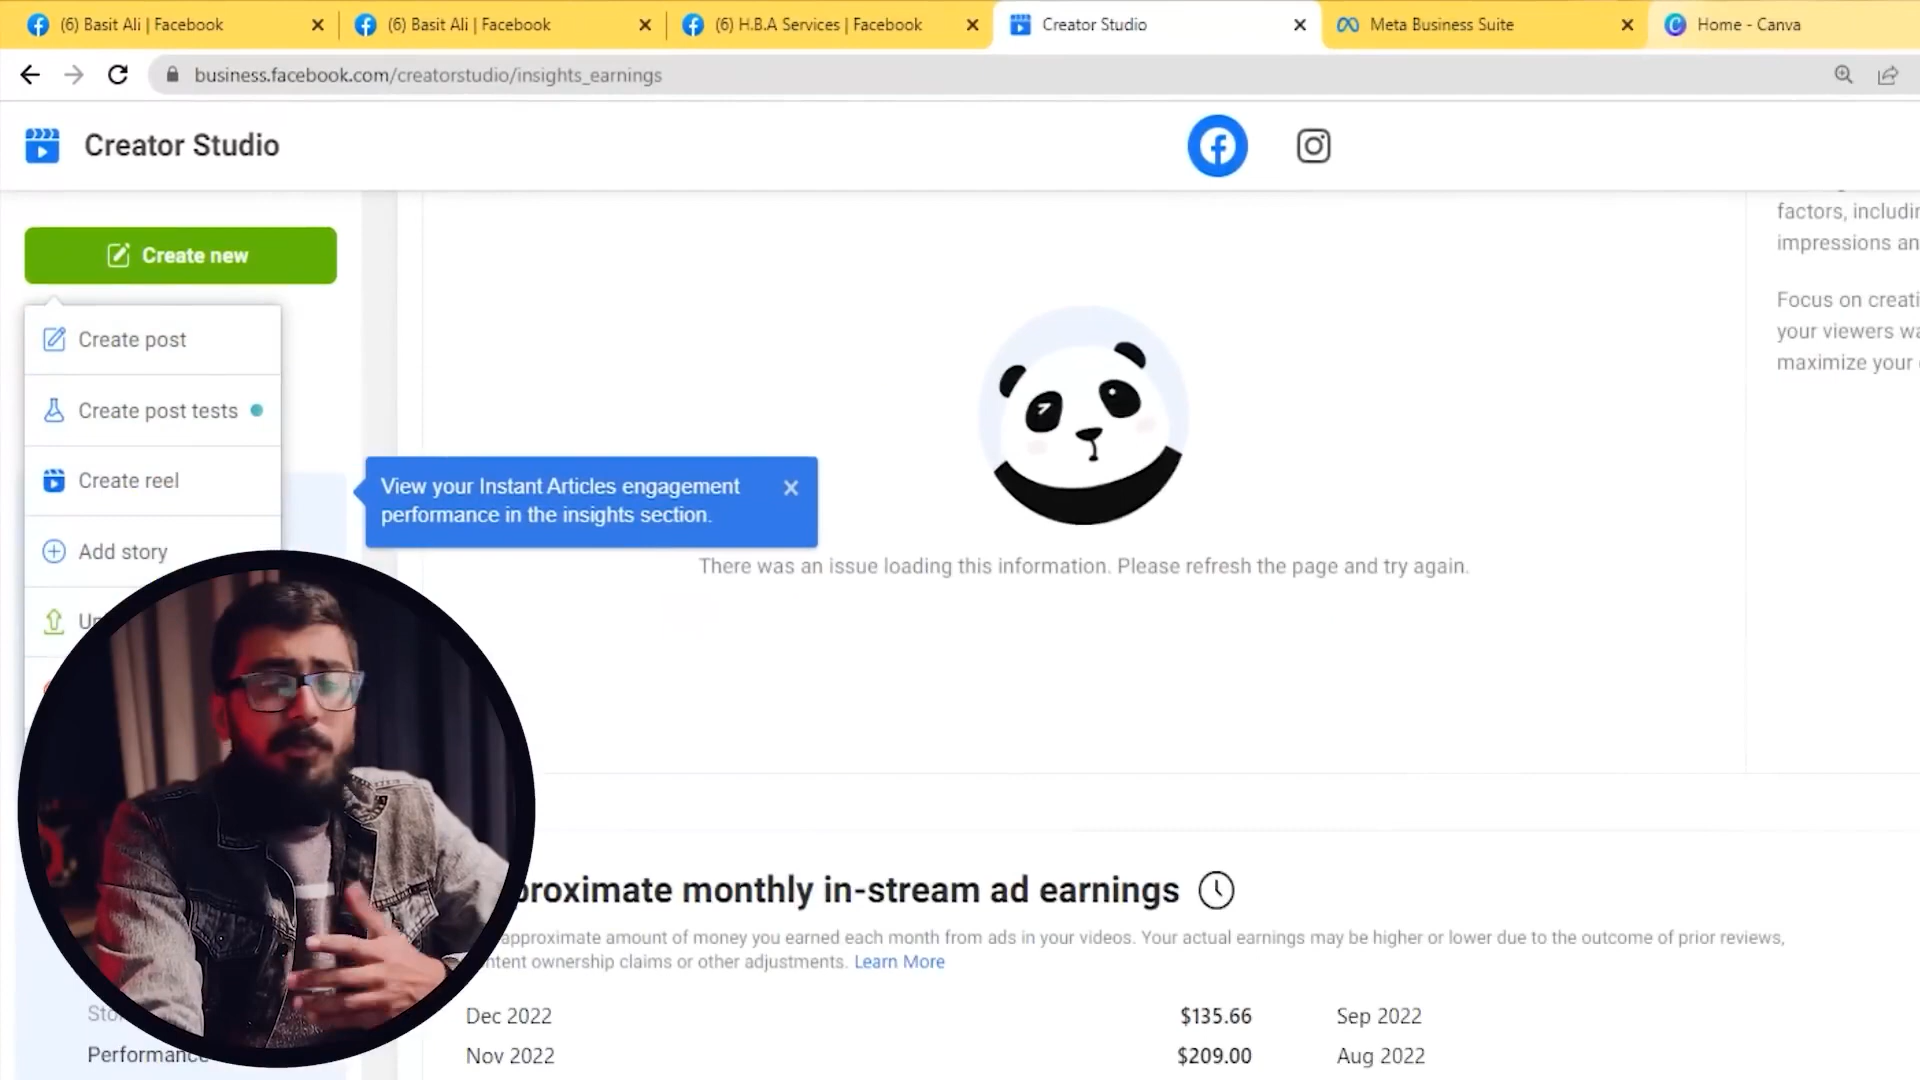 (6) Basit Ali | Facebook
(6) Basit Ali | Facebook
(6) H.B.A Services | Facebook
Creator Studio
Meta Business Suite
Home - Canva
business.facebook.com/creatorstudio/insights_earnings
Creator Studio
Create new
Create post
Create post tests
Create reel
Add story
View your Instant Articles engagement
performance in the insights section.
factors, includin
impressions an
Focus on creati
your viewers wa
maximize your
There was an issue loading this information. Please refresh the page and try again.
proximate monthly in-stream ad earnings
approximate amount of money you earned each month from ads in your videos. Your actual earnings may be higher or lower due to the outcome of prior reviews,
ntent ownership claims or other adjustments. Learn More
Dec 2022 $135.66 Sep 2022
Nov 2022 $209.00 Aug 2022
Performance